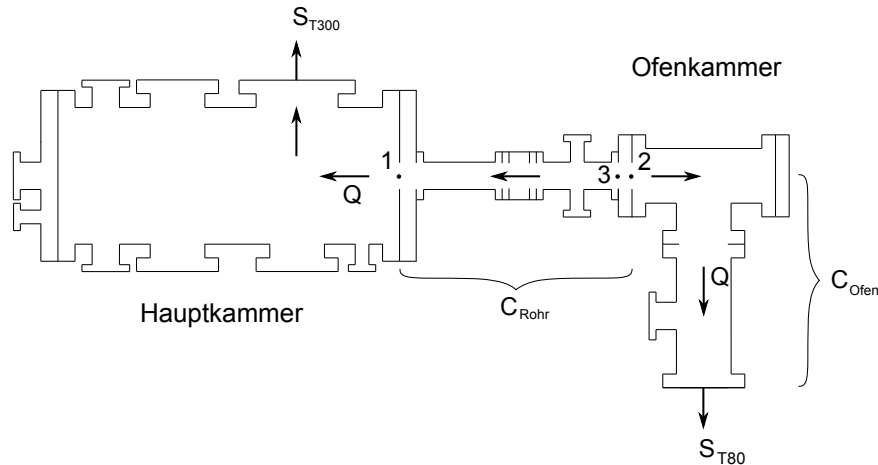 S_T300
Ofenkammer
1
Q
3
2
Q
C_Ofen
C_Rohr
Hauptkammer
S_T80